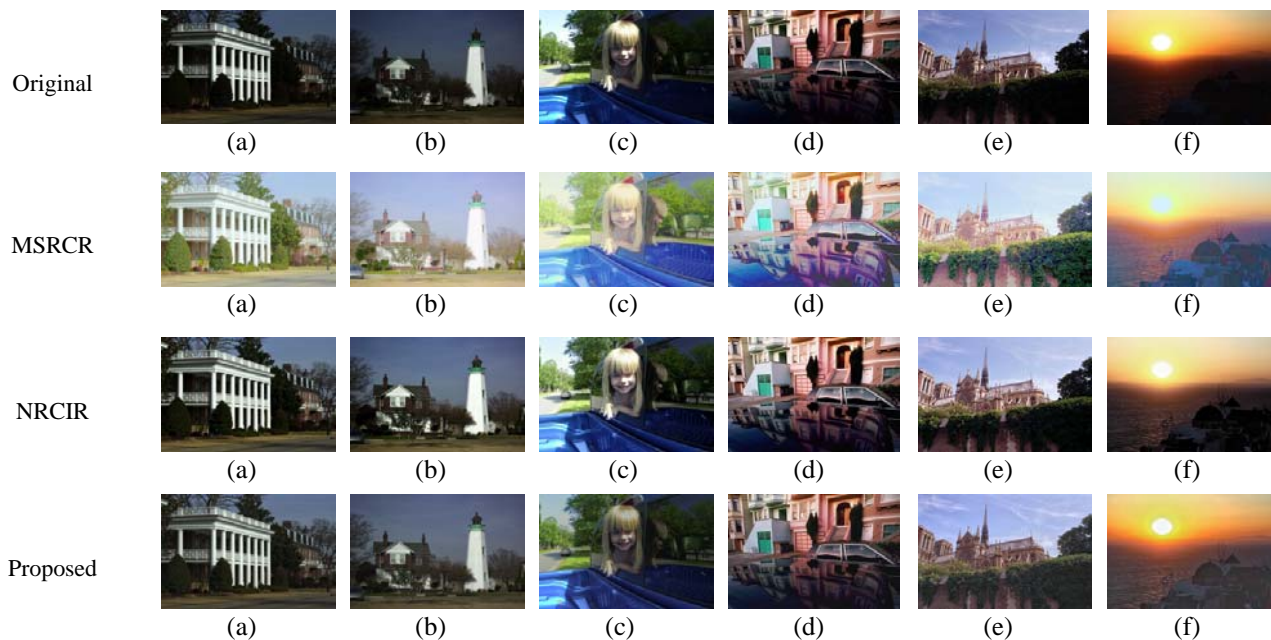 Original
(a) (b) (c) (d) (e) (f)
MSRCR
(a) (b) (c) (d) (e) (f)
NRCIR
(a) (b) (c) (d) (e) (f)
Proposed
(a) (b) (c) (d) (e) (f)